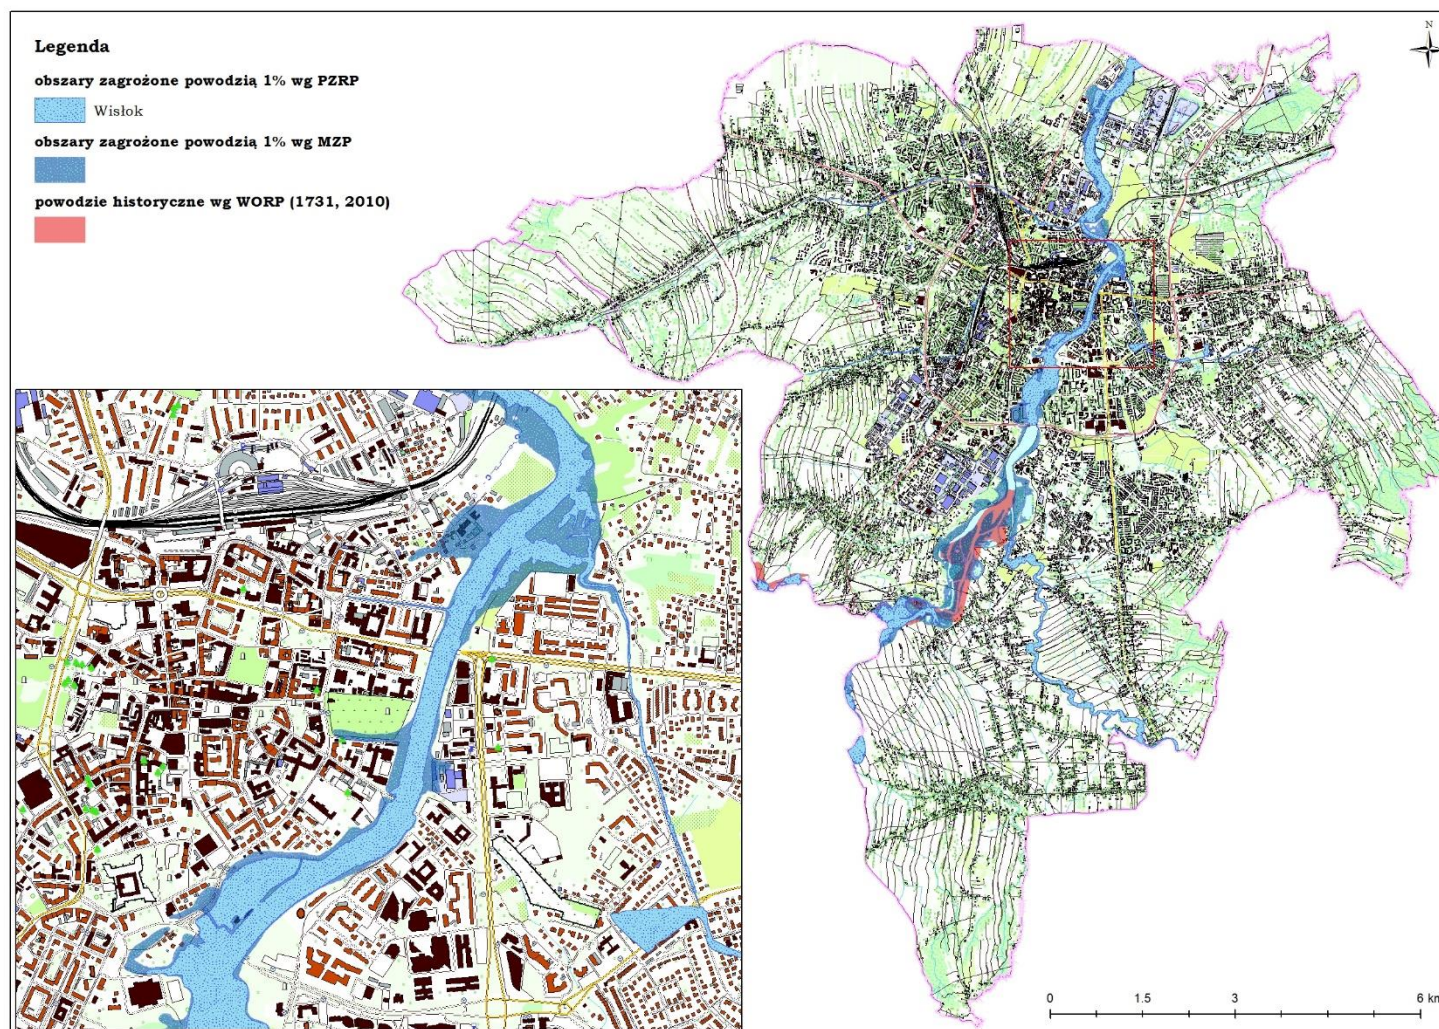 Legenda
obszary zagrożone powodzią 1% wg PZRP
Wisłok
obszary zagrożone powodzią 1% wg MZP
powodzie historyczne wg WORP (1731, 2010)
N
0 1.5 3 6 km